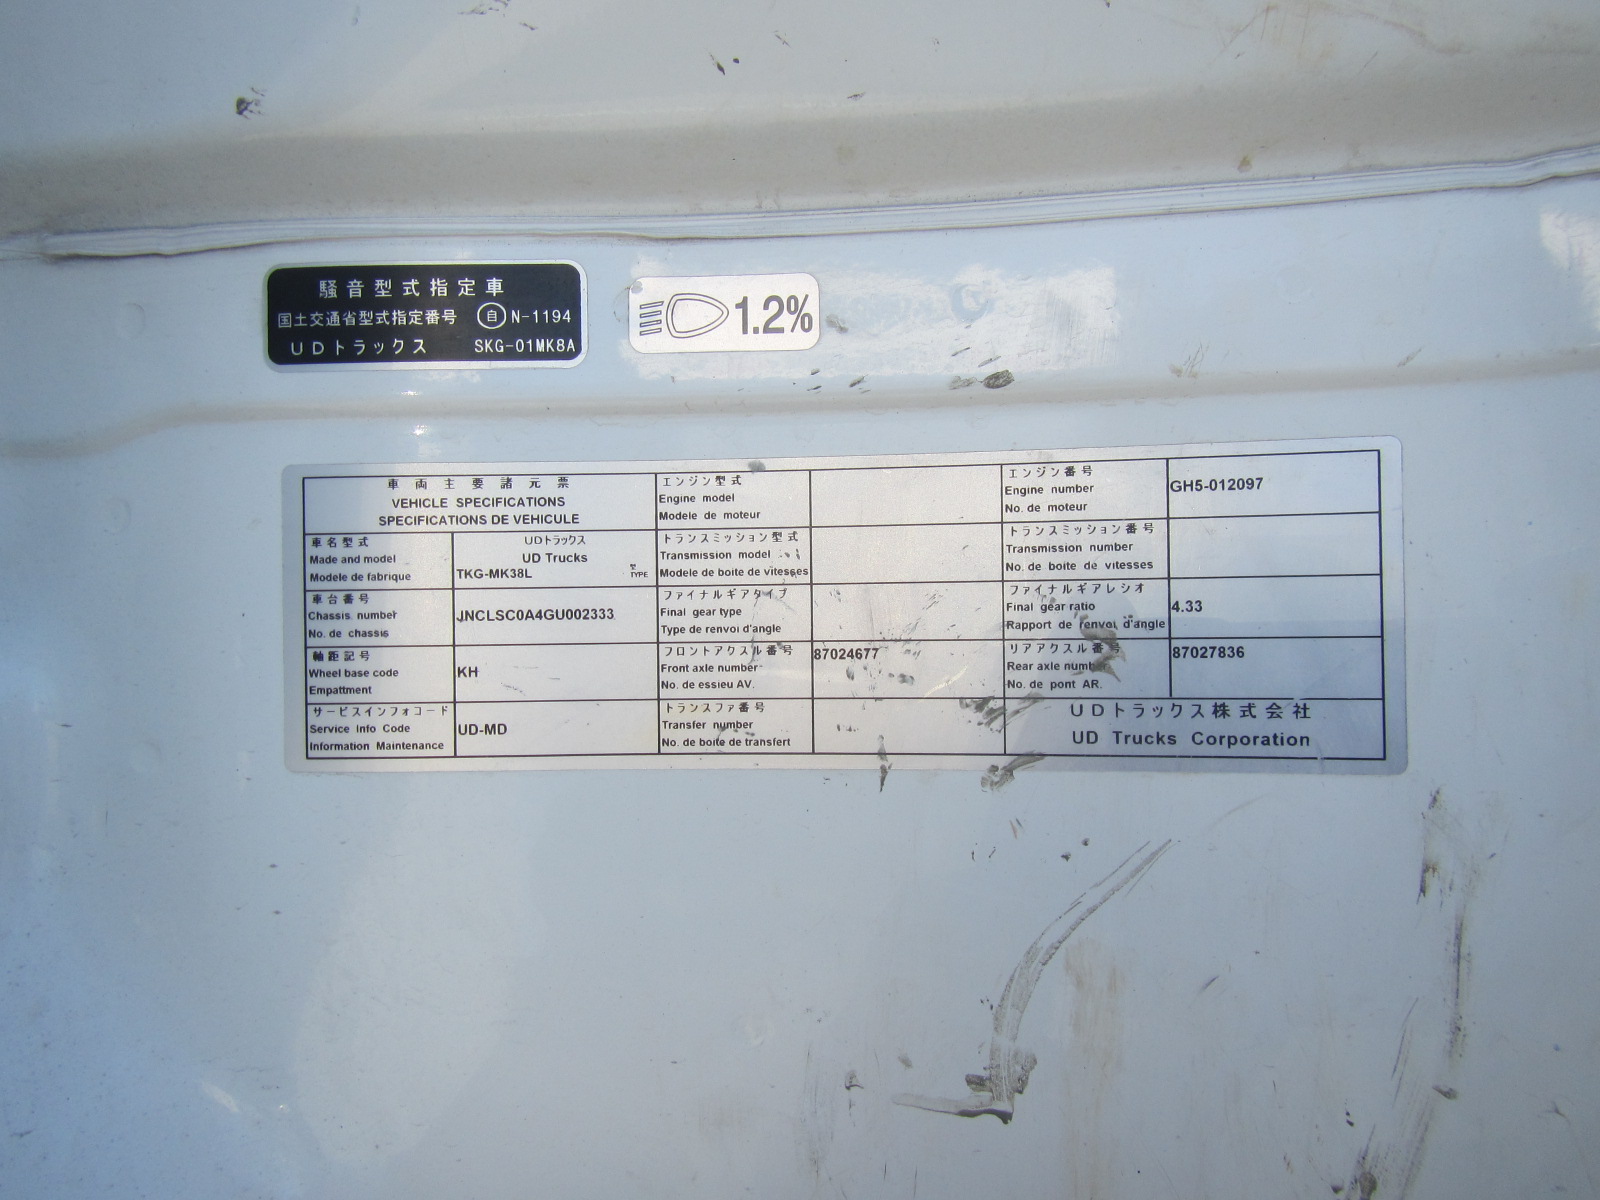 騒音型式指定車
国土交通省型式指定番号 自 N-1194
UDトラックス SKG-01MK8A
1.2%
車両主要諸元票
VEHICLE SPECIFICATIONS
SPECIFICATIONS DE VEHICULE
エンジン型式
Engine model
Modele de moteur
エンジン番号
Engine number
No. de moteur
GH5-012097
車名型式
Made and model
Modele de fabrique
UDトラックス
UD Trucks
TKG-MK38L
型
TYPE
トランスミッション型式
Transmission model
Modele de boite de vitesses
トランスミッション番号
Transmission number
No. de boite de vitesses
車台番号
Chassis number
No. de chassis
JNCLSC0A4GU002333
ファイナルギアタイプ
Final gear type
Type de renvoi d'angle
ファイナルギアレシオ
Final gear ratio
Rapport de renvoi d'angle
4.33
軸距記号
Wheel base code
Empattment
KH
フロントアクスル番号
Front axle number
No. de essieu AV.
87024677
リアアクスル番号
Rear axle number
No. de pont AR.
87027836
サービスインフォコード
Service Info Code
Information Maintenance
UD-MD
トランスファ番号
Transfer number
No. de boite de transfert
UDトラックス株式会社
UD Trucks Corporation